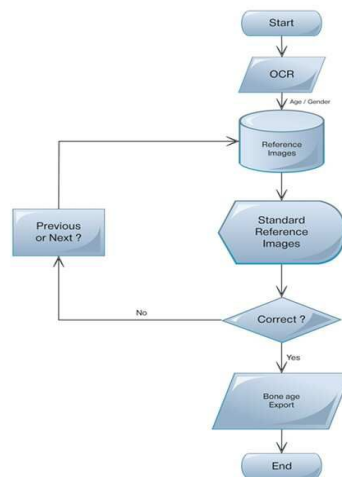 Start
OCR
Age / Gender
Reference
Images
Standard
Reference
Images
Previous
or Next ?
Correct ?
No
Yes
Bone age
Export
End